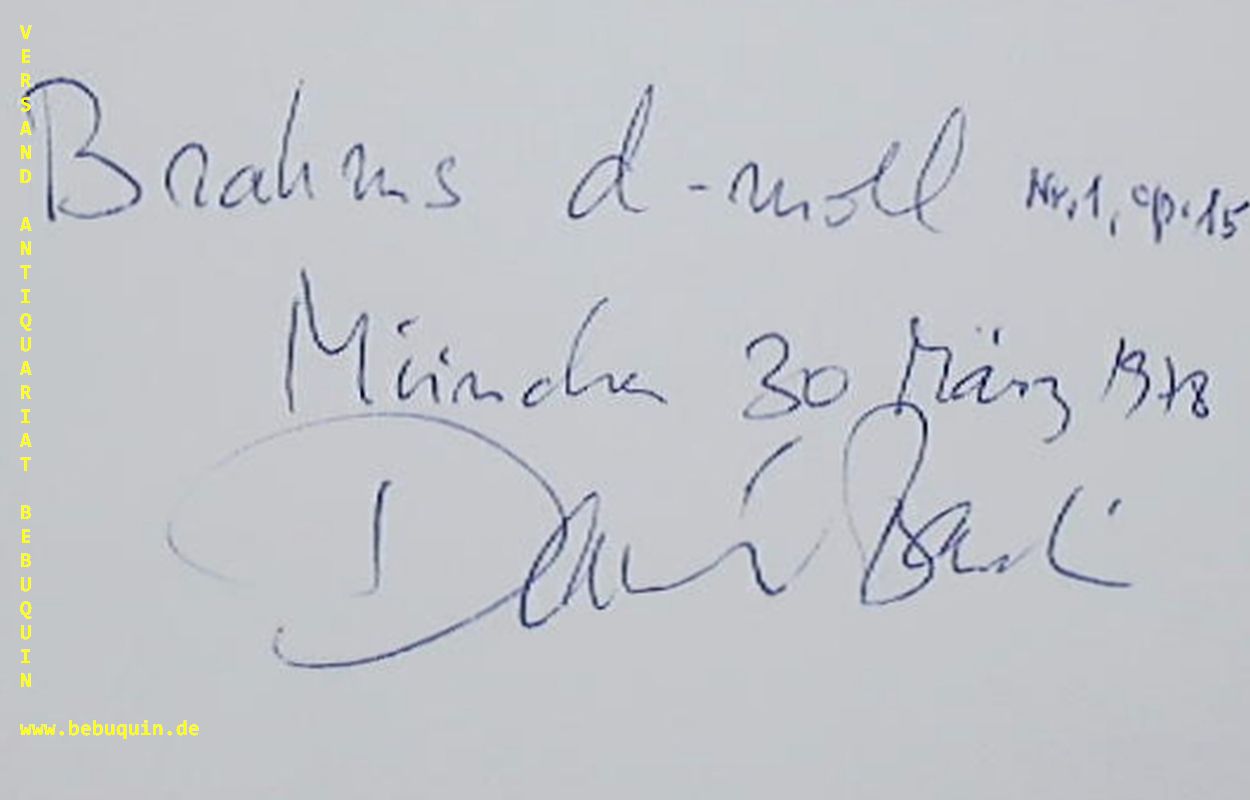 Brahms d-moll Nr. 1, op. 15
München 30 März 1978
VERSAND ANTIQUARIAT BEBUQUIN
www.bebuquin.de